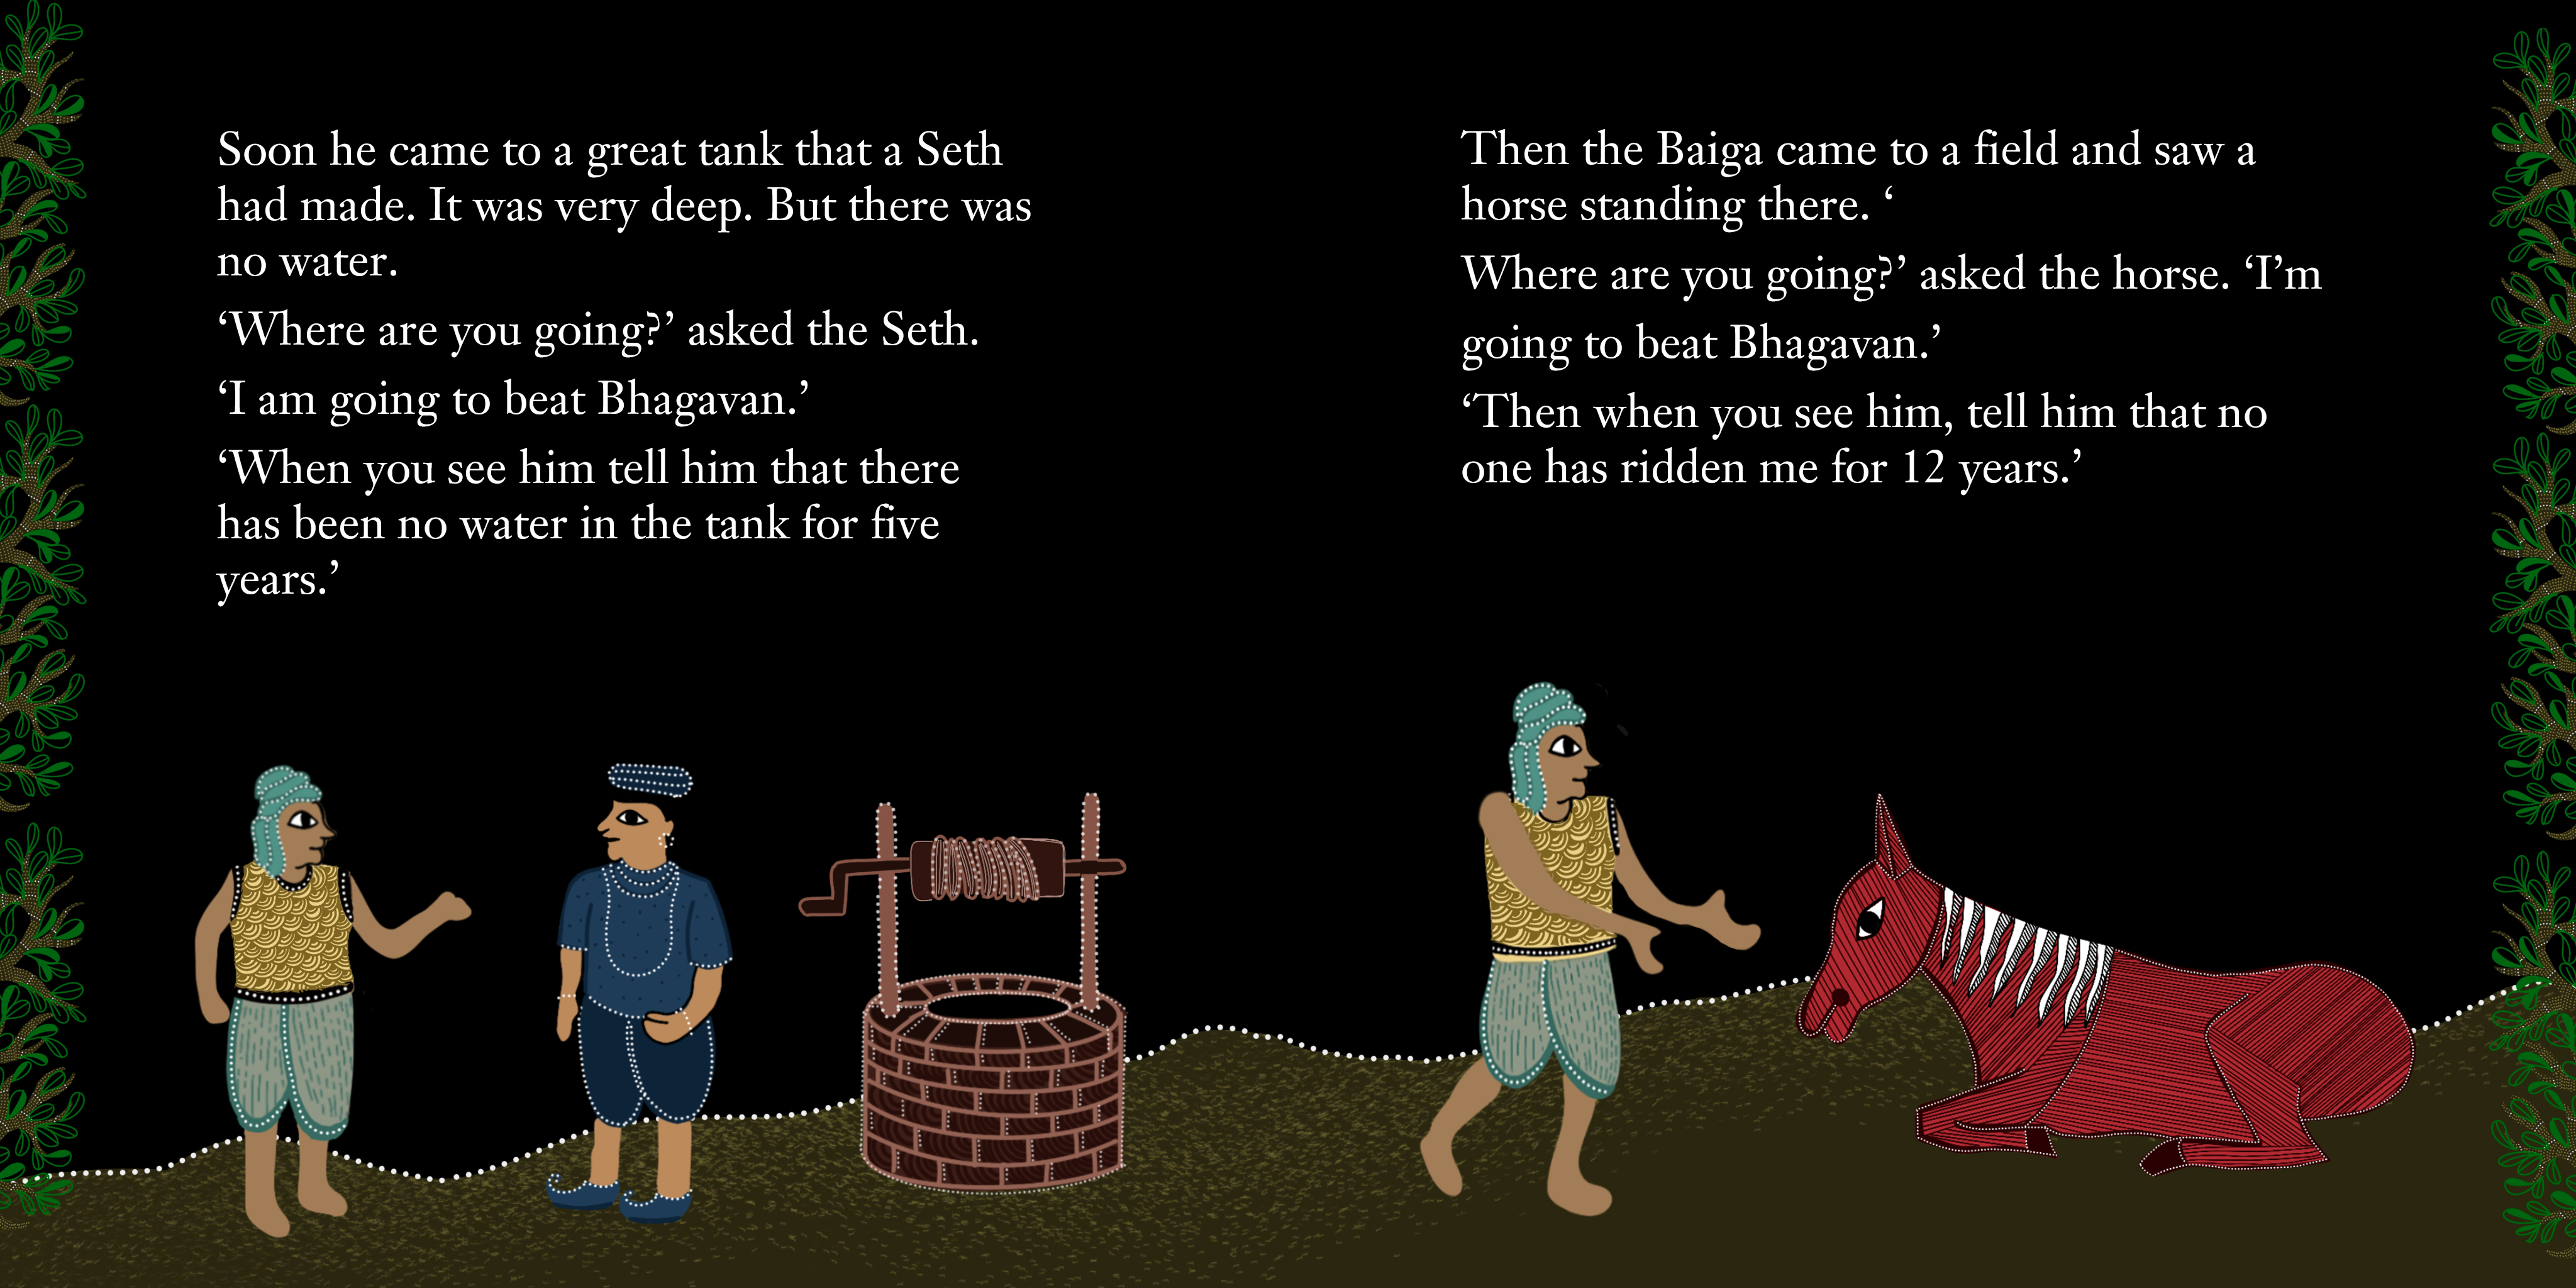 Soon he came to a great tank that a Seth
had made. It was very deep. But there was
no water.
‘Where are you going?’ asked the Seth.
‘I am going to beat Bhagavan.’
‘When you see him tell him that there
has been no water in the tank for five
years.’
Then the Baiga came to a field and saw a
horse standing there. ‘
Where are you going?’ asked the horse. ‘I’m
going to beat Bhagavan.’
‘Then when you see him, tell him that no
one has ridden me for 12 years.’